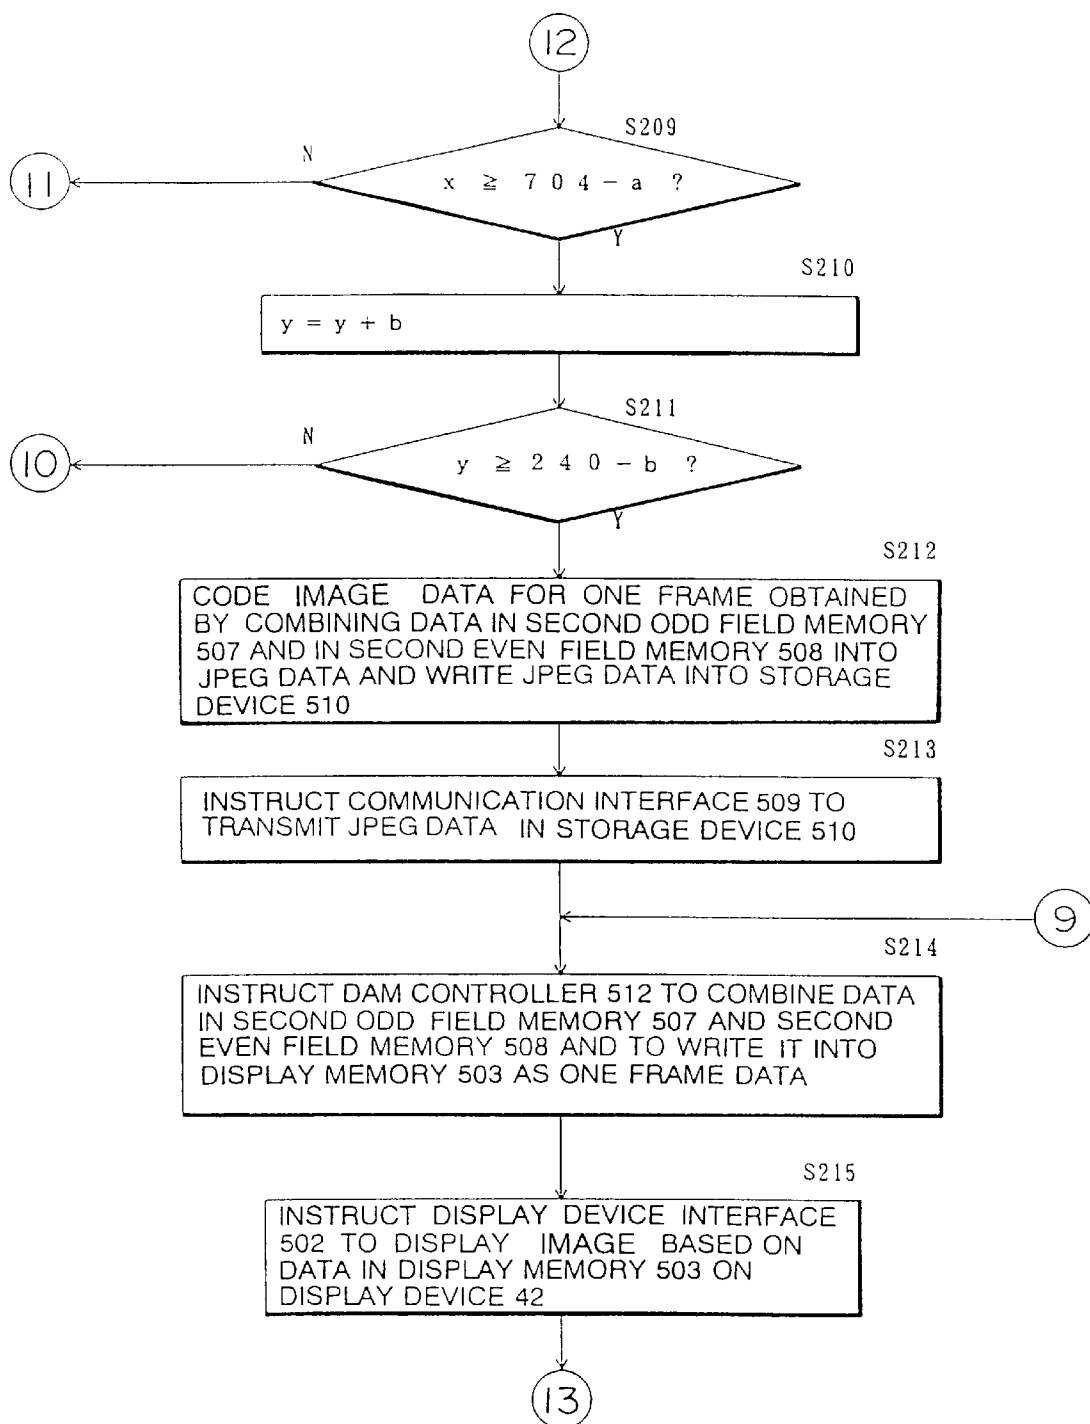 12
S209
N
11
x ≧ 704-a ?
Y
S210
y = y + b
S211
N
10
y ≧ 240-b ?
Y
S212
CODE IMAGE DATA FOR ONE FRAME OBTAINED
BY COMBINING DATA IN SECOND ODD FIELD MEMORY
507 AND IN SECOND EVEN FIELD MEMORY 508 INTO
JPEG DATA AND WRITE JPEG DATA INTO STORAGE
DEVICE 510
S213
INSTRUCT COMMUNICATION INTERFACE 509 TO
TRANSMIT JPEG DATA IN STORAGE DEVICE 510
9
S214
INSTRUCT DAM CONTROLLER 512 TO COMBINE DATA
IN SECOND ODD FIELD MEMORY 507 AND SECOND
EVEN FIELD MEMORY 508 AND TO WRITE IT INTO
DISPLAY MEMORY 503 AS ONE FRAME DATA
S215
INSTRUCT DISPLAY DEVICE INTERFACE
502 TO DISPLAY IMAGE BASED ON
DATA IN DISPLAY MEMORY 503 ON
DISPLAY DEVICE 42
13